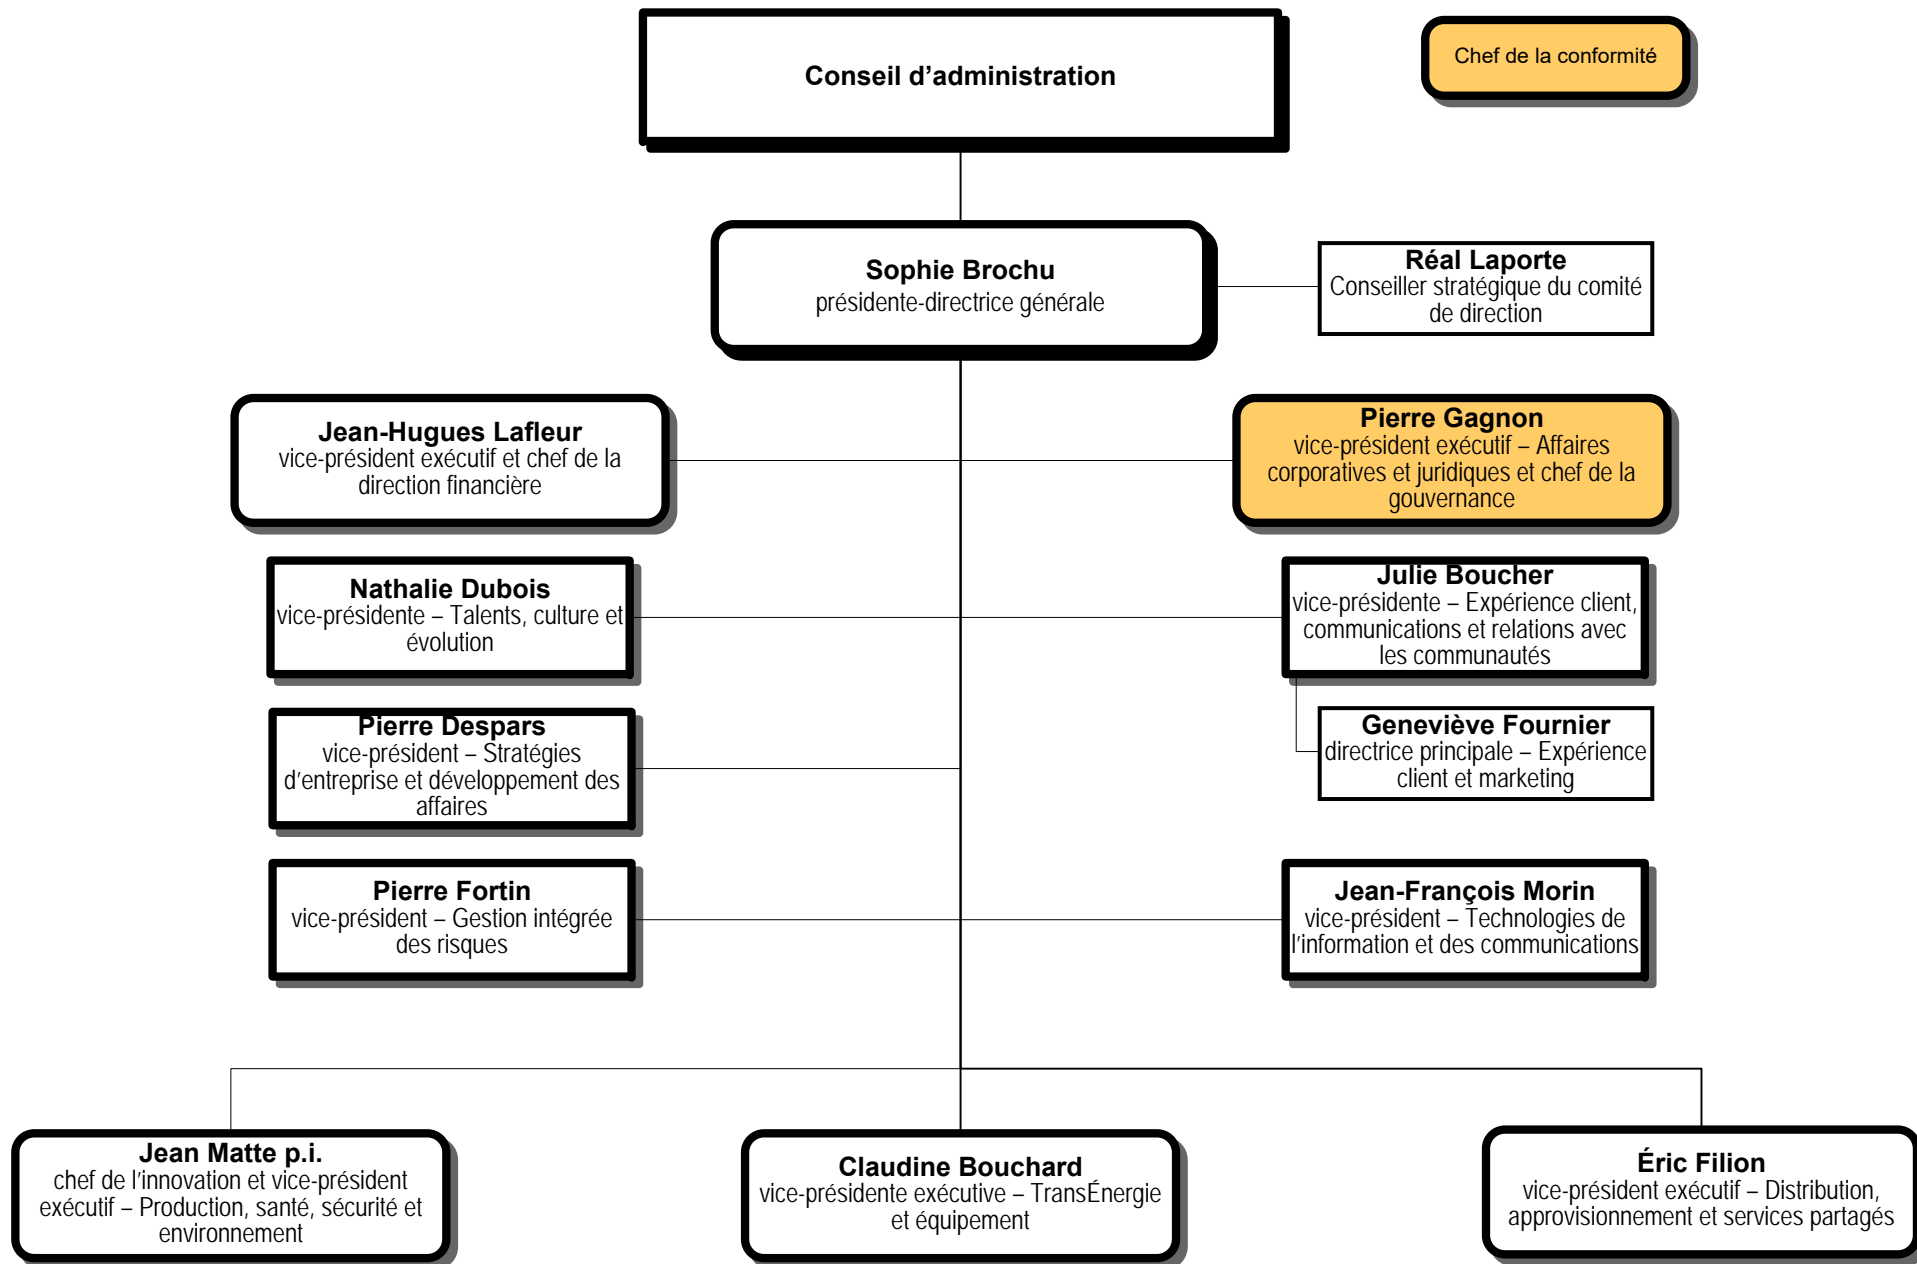 Conseil d’administration
Chef de la conformité
Sophie Brochu
présidente-directrice générale
Réal Laporte
Conseiller stratégique du comité
de direction
Jean-Hugues Lafleur
vice-président exécutif et chef de la
direction financière
Pierre Gagnon
vice-président exécutif – Affaires
corporatives et juridiques et chef de la
gouvernance
Nathalie Dubois
vice-présidente – Talents, culture et
évolution
Julie Boucher
vice-présidente – Expérience client,
communications et relations avec
les communautés
Pierre Despars
vice-président – Stratégies
d’entreprise et développement des
affaires
Geneviève Fournier
directrice principale – Expérience
client et marketing
Pierre Fortin
vice-président – Gestion intégrée
des risques
Jean-François Morin
vice-président – Technologies de
l’information et des communications
Jean Matte p.i.
chef de l’innovation et vice-président
exécutif – Production, santé, sécurité et
environnement
Claudine Bouchard
vice-présidente exécutive – TransÉnergie
et équipement
Éric Filion
vice-président exécutif – Distribution,
approvisionnement et services partagés